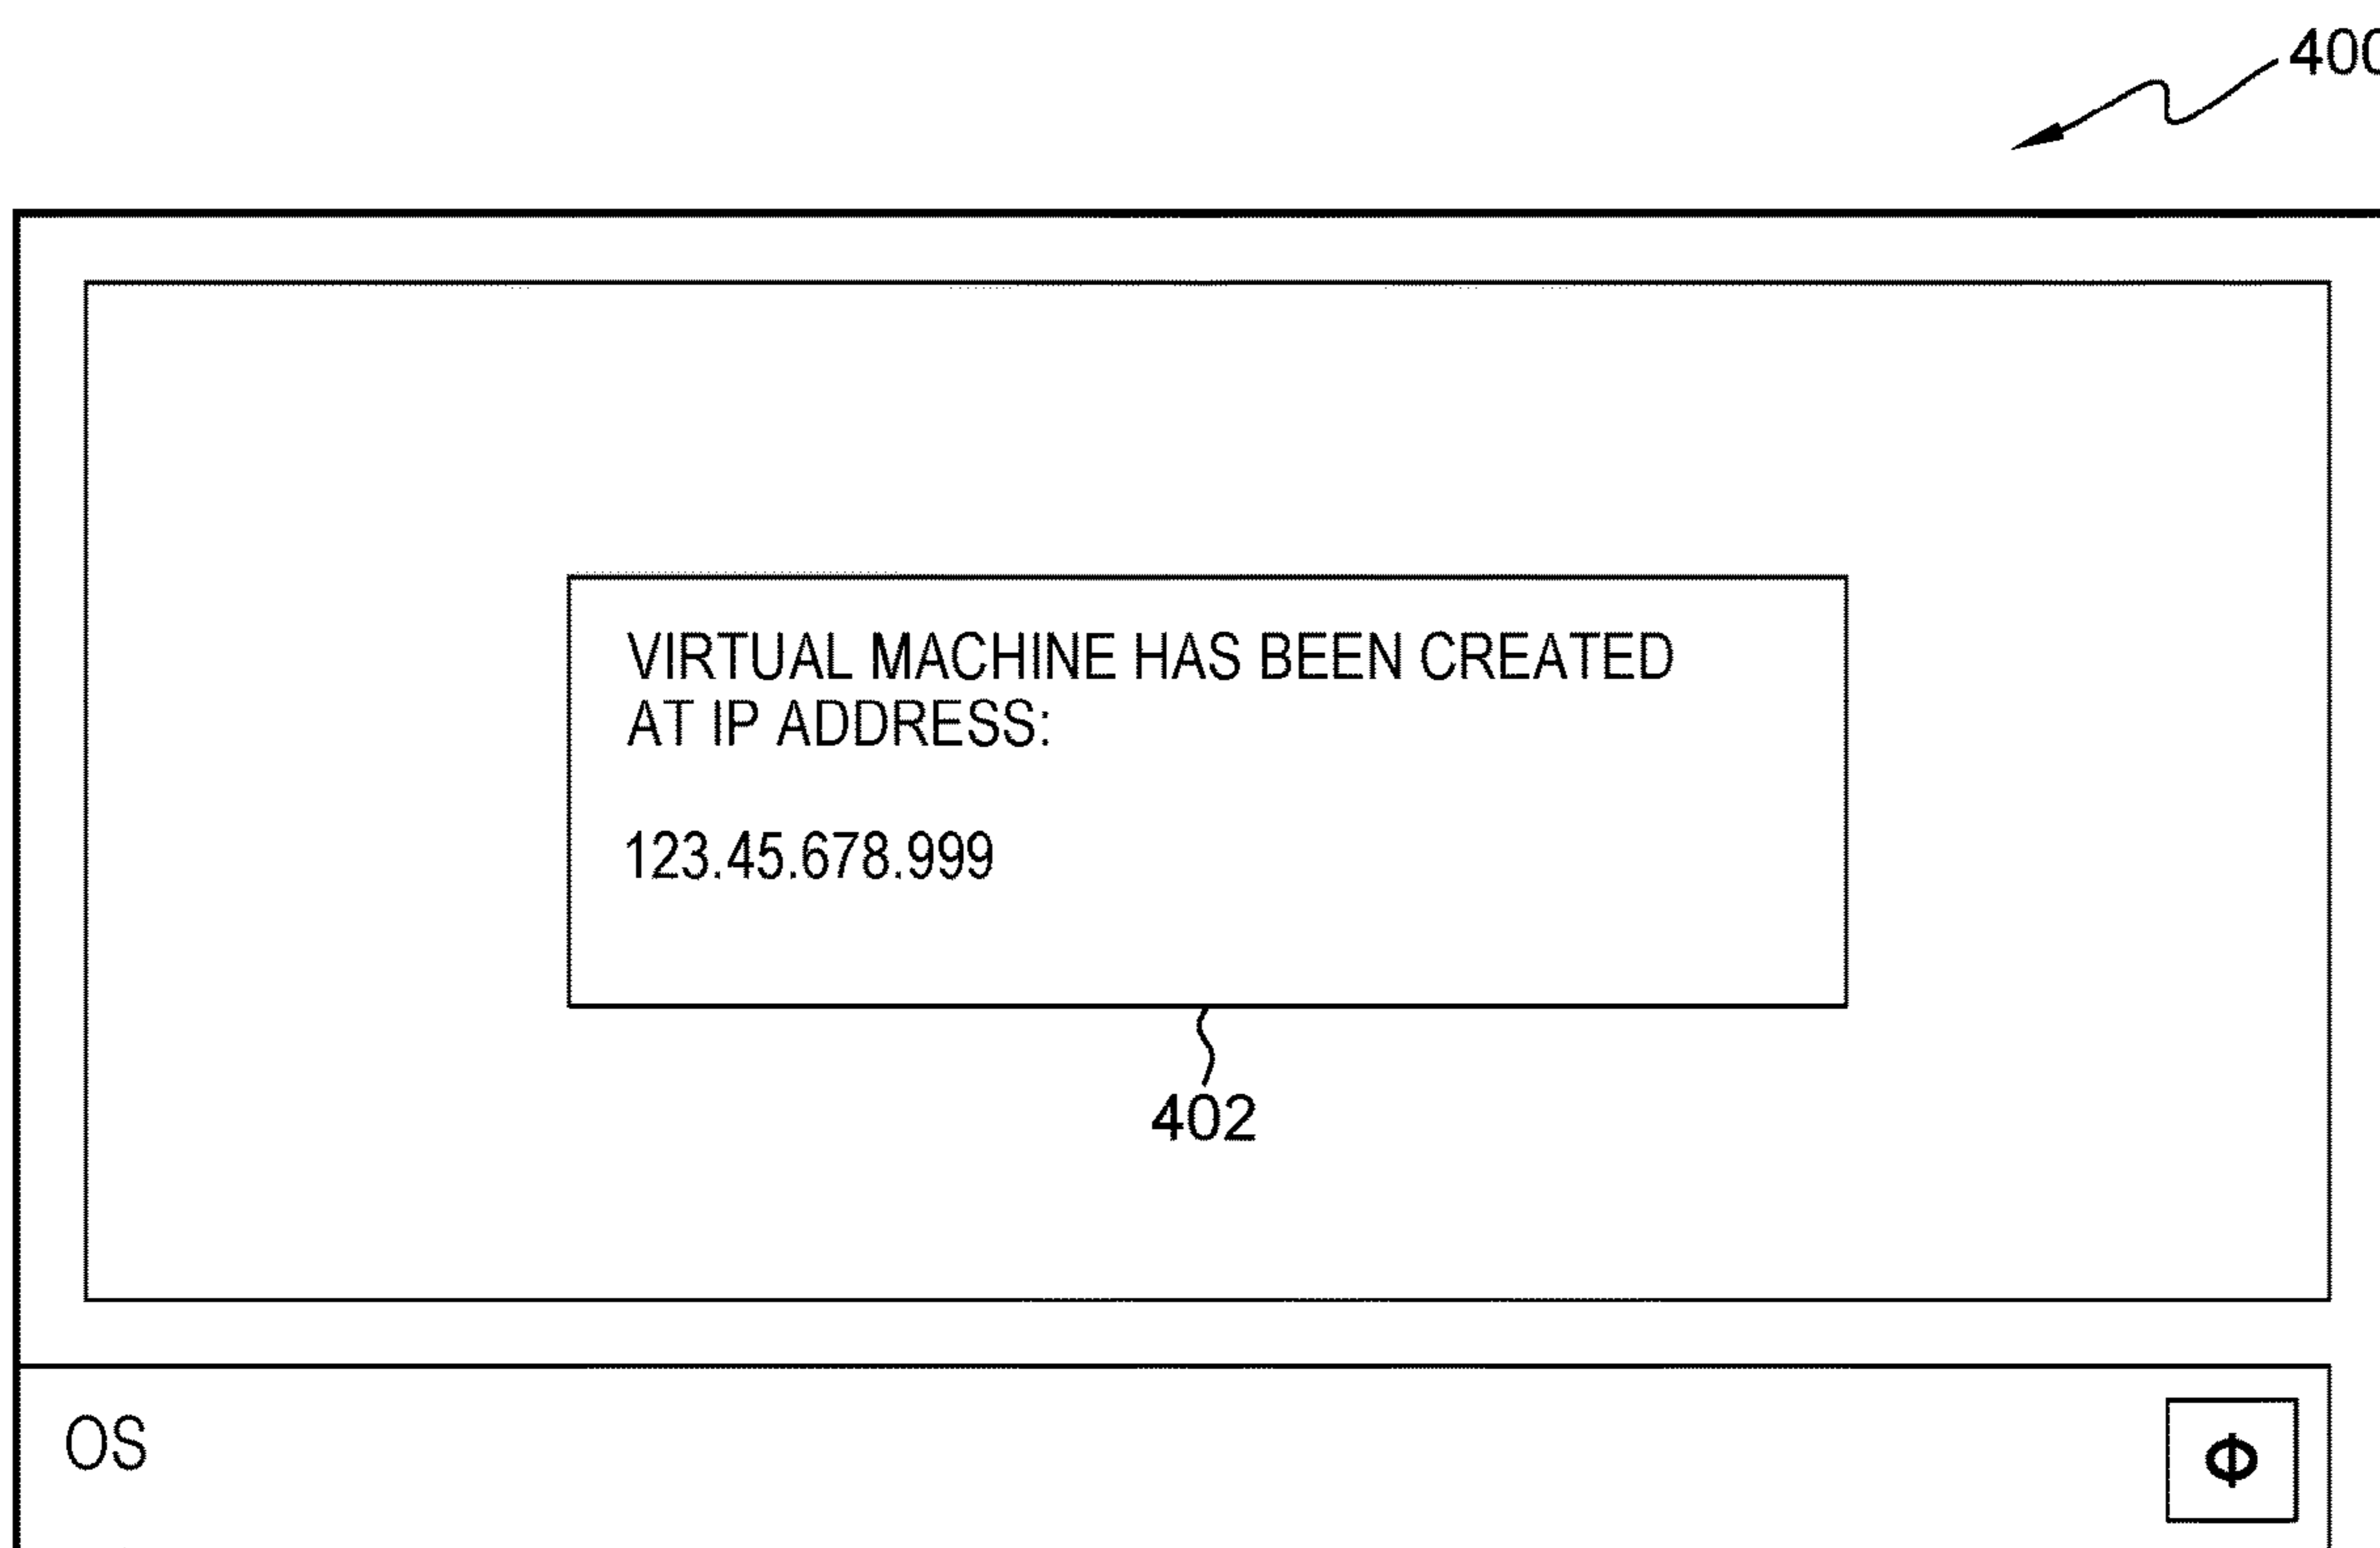 400
VIRTUAL MACHINE HAS BEEN CREATED
AT IP ADDRESS:
123.45.678.999
402
OS
Φ